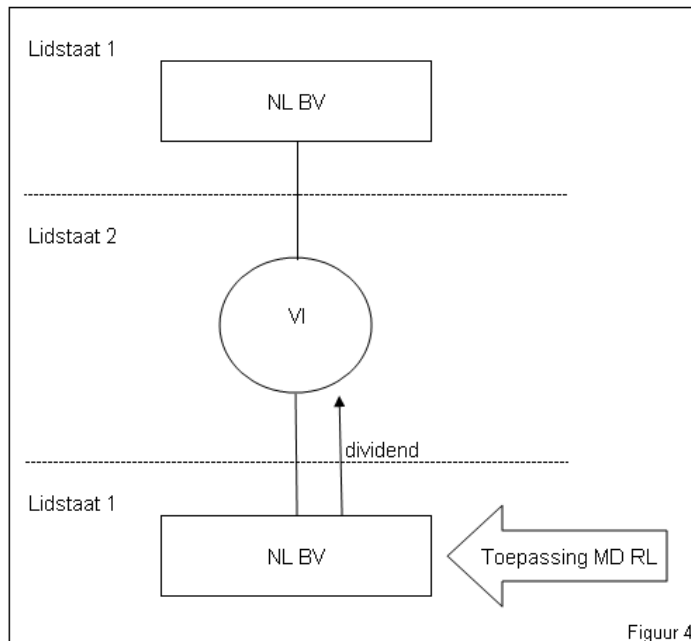 Lidstaat 1
NL BV
Lidstaat 2
VI
dividend
Lidstaat 1
NL BV
Toepassing MD RL
Figuur 4